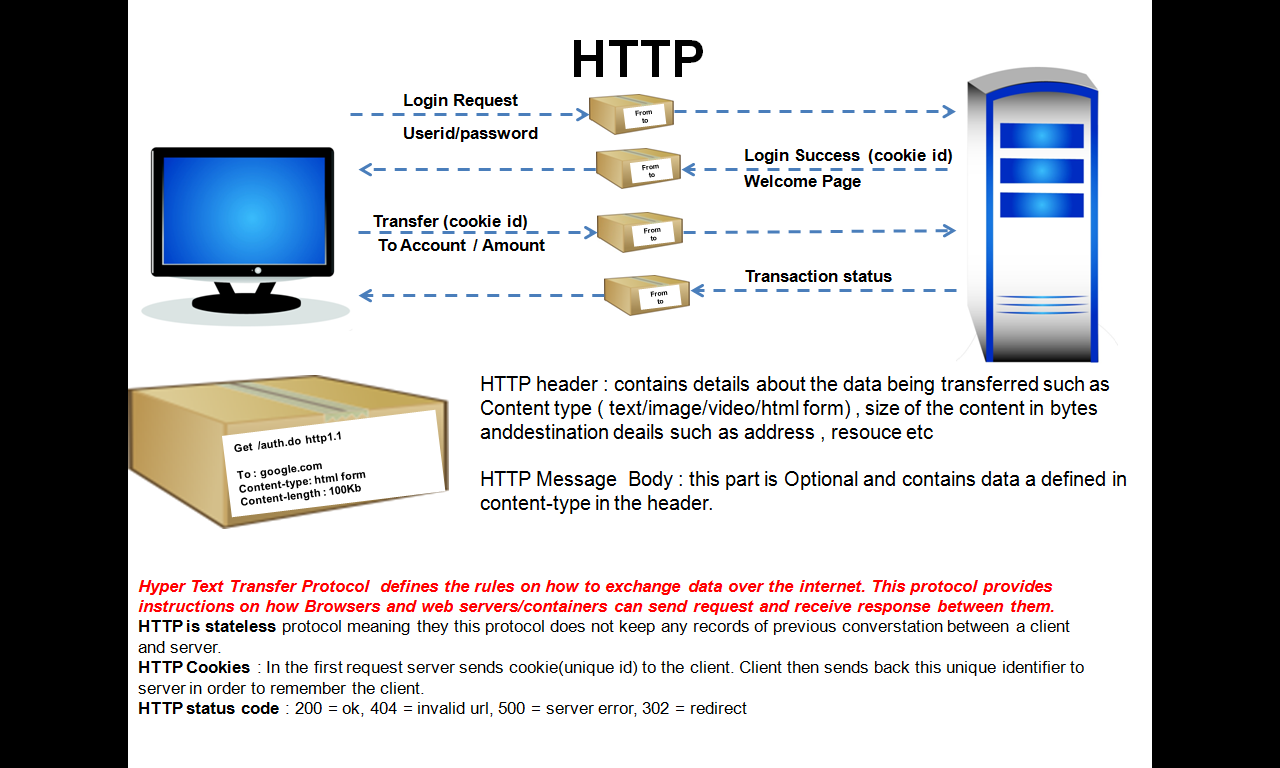 HTTP
Login Request
Userid/password
From
to
From
to
Login Success (cookie id)
Welcome Page
Transfer (cookie id)
To Account / Amount
From
to
From
to
Transaction status
Get /auth.do http1.1
To : google.com
Content-type: html form
Content-length : 100Kb
HTTP header : contains details about the data being transferred such as
Content type ( text/image/video/html form) , size of the content in bytes
anddestination deails such as address , resouce etc
HTTP Message Body : this part is Optional and contains data a defined in
content-type in the header.
Hyper Text Transfer Protocol defines the rules on how to exchange data over the internet. This protocol provides
instructions on how Browsers and web servers/containers can send request and receive response between them.
HTTP is stateless protocol meaning they this protocol does not keep any records of previous converstation between a client
and server.
HTTP Cookies : In the first request server sends cookie(unique id) to the client. Client then sends back this unique identifier to
server in order to remember the client.
HTTP status code : 200 = ok, 404 = invalid url, 500 = server error, 302 = redirect